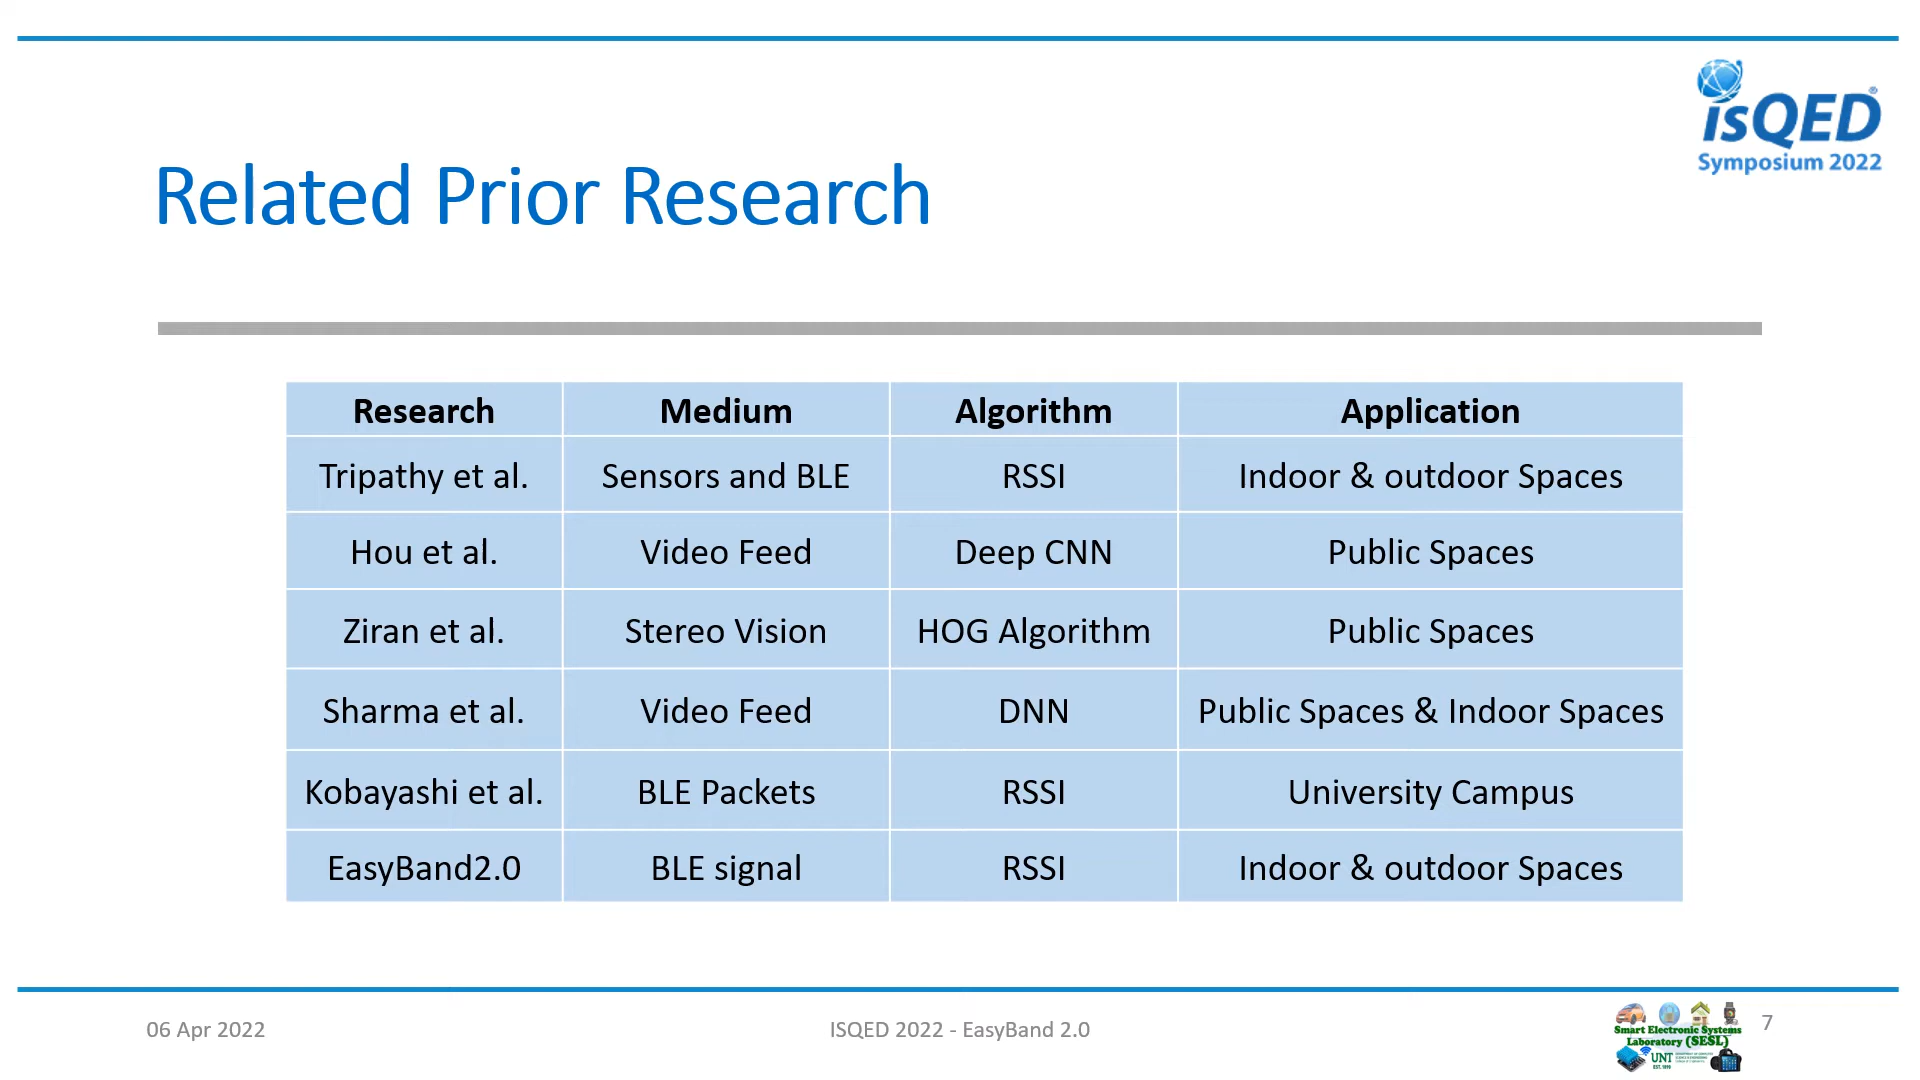 isQED®
Symposium 2022
Related Prior Research
Research Medium Algorithm Application
Tripathy et al. Sensors and BLE RSSI Indoor & outdoor Spaces
Hou et al. Video Feed Deep CNN Public Spaces
Ziran et al. Stereo Vision HOG Algorithm Public Spaces
Sharma et al. Video Feed DNN Public Spaces & Indoor Spaces
Kobayashi et al. BLE Packets RSSI University Campus
EasyBand2.0 BLE signal RSSI Indoor & outdoor Spaces
06 Apr 2022
ISQED 2022 - EasyBand 2.0
Smart Electronic Systems
Laboratory (SESL)
UNT
EST. 1890
7